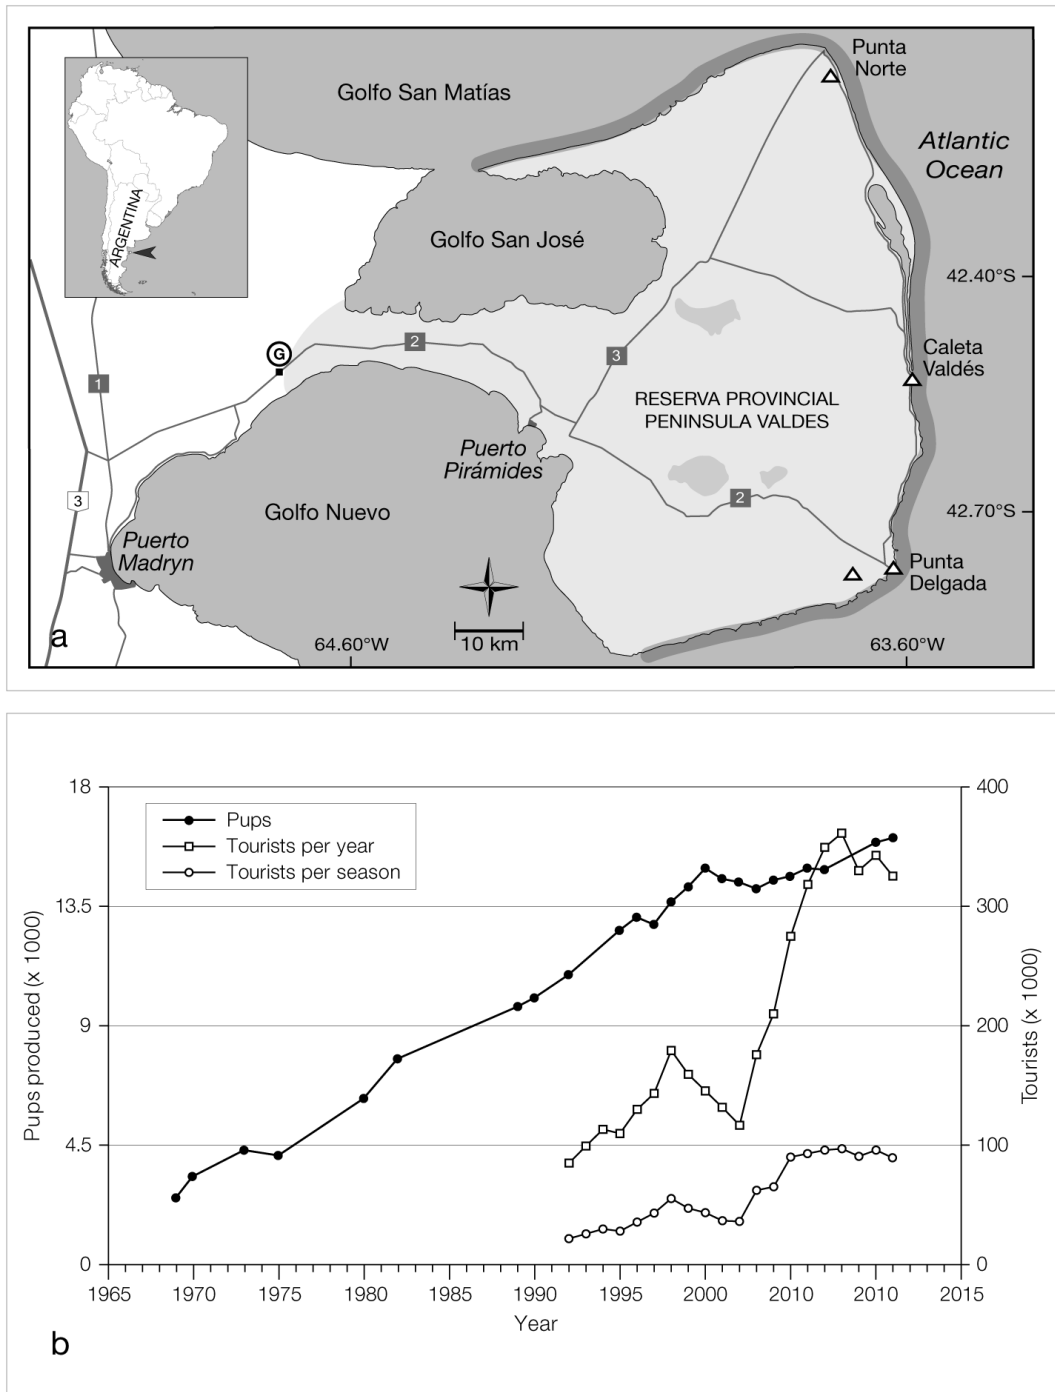 Punta
Norte
Golfo San Matías
Atlantic
Ocean
ARGENTINA
Golfo San José
42.40°S
G
2
3
1
Caleta
Valdés
RESERVA PROVINCIAL
PENINSULA VALDES
Puerto
Pirámides
3
2
42.70°S
Golfo Nuevo
Puerto
Madryn
Punta
Delgada
a
10 km
64.60°W
63.60°W
18
400
Pups
Tourists per year
Tourists per season
13.5
300
Pups produced (x 1000)
Tourists (x 1000)
9
200
4.5
100
0
0
1965 1970 1975 1980 1985 1990 1995 2000 2010 2010 2015
Year
b